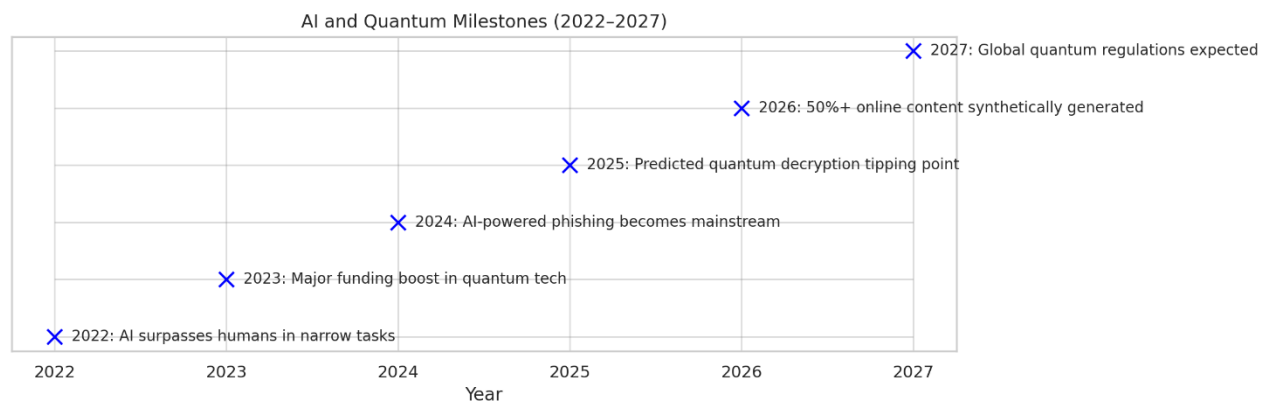 AI and Quantum Milestones (2022–2027)
2027: Global quantum regulations expected
2026: 50%+ online content synthetically generated
2025: Predicted quantum decryption tipping point
2024: AI-powered phishing becomes mainstream
2023: Major funding boost in quantum tech
2022: AI surpasses humans in narrow tasks
2022 2023 2024 2025 2026 2027
Year